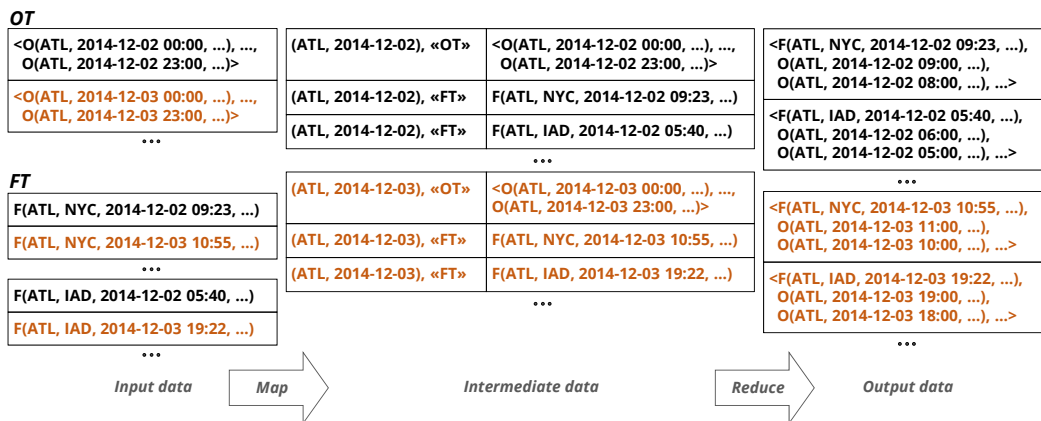 OT
<O(ATL, 2014-12-02 00:00, ...), ...,
O(ATL, 2014-12-02 23:00, ...)>
<O(ATL, 2014-12-03 00:00, ...), ...,
O(ATL, 2014-12-03 23:00, ...)>
...
FT
F(ATL, NYC, 2014-12-02 09:23, ...)
F(ATL, NYC, 2014-12-03 10:55, ...)
...
F(ATL, IAD, 2014-12-02 05:40, ...)
F(ATL, IAD, 2014-12-03 19:22, ...)
...
(ATL, 2014-12-02), «OT»
<O(ATL, 2014-12-02 00:00, ...), ...,
O(ATL, 2014-12-02 23:00, ...)>
(ATL, 2014-12-02), «FT»
F(ATL, NYC, 2014-12-02 09:23, ...)
(ATL, 2014-12-02), «FT»
F(ATL, IAD, 2014-12-02 05:40, ...)
...
(ATL, 2014-12-03), «OT»
<O(ATL, 2014-12-03 00:00, ...), ...,
O(ATL, 2014-12-03 23:00, ...)>
(ATL, 2014-12-03), «FT»
F(ATL, NYC, 2014-12-03 10:55, ...)
(ATL, 2014-12-03), «FT»
F(ATL, IAD, 2014-12-03 19:22, ...)
...
<F(ATL, NYC, 2014-12-02 09:23, ...),
O(ATL, 2014-12-02 09:00, ...),
O(ATL, 2014-12-02 08:00, ...), ...>
<F(ATL, IAD, 2014-12-02 05:40, ...),
O(ATL, 2014-12-02 06:00, ...),
O(ATL, 2014-12-02 05:00, ...), ...>
...
<F(ATL, NYC, 2014-12-03 10:55, ...),
O(ATL, 2014-12-03 11:00, ...),
O(ATL, 2014-12-03 10:00, ...), ...>
<F(ATL, IAD, 2014-12-03 19:22, ...),
O(ATL, 2014-12-03 19:00, ...),
O(ATL, 2014-12-03 18:00, ...), ...>
...
Input data
Map
Intermediate data
Reduce
Output data